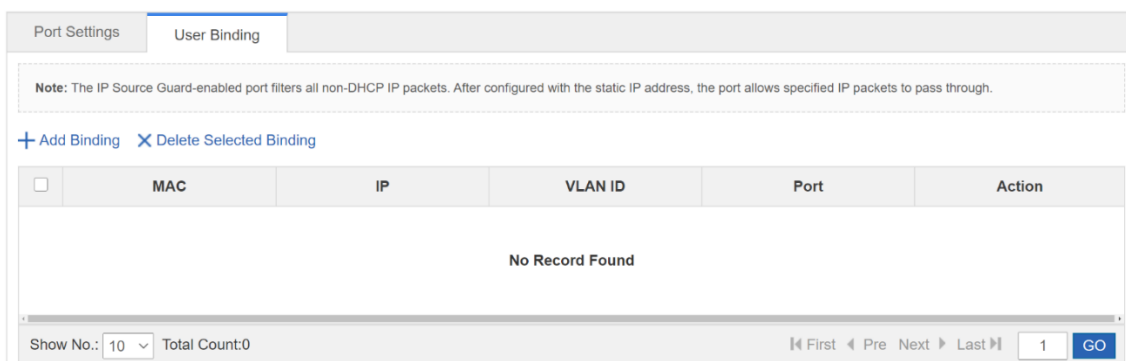 Port Settings User Binding
Note: The IP Source Guard-enabled port filters all non-DHCP IP packets. After configured with the static IP address, the port allows specified IP packets to pass through.
Add Binding Delete Selected Binding
MAC IP VLAN ID Port Action
No Record Found
Show No.: 10 Total Count:0 First Pre Next Last 1 GO